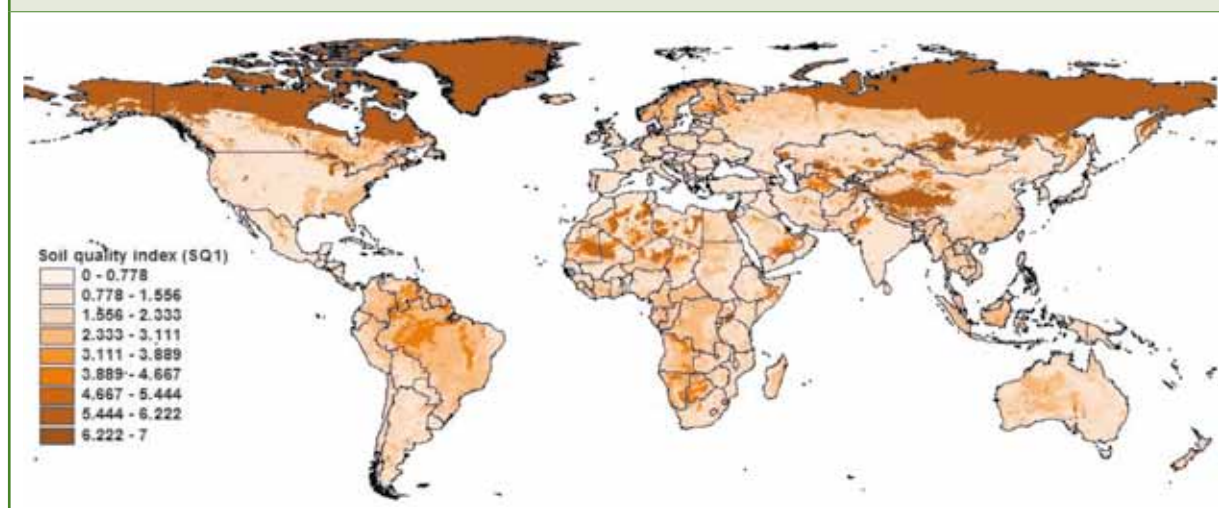 Soil quality index (SQ1)
0 - 0.778
0.778 - 1.556
1.556 - 2.333
2.333 - 3.111
3.111 - 3.889
3.889 - 4.667
4.667 - 5.444
5.444 - 6.222
6.222 - 7